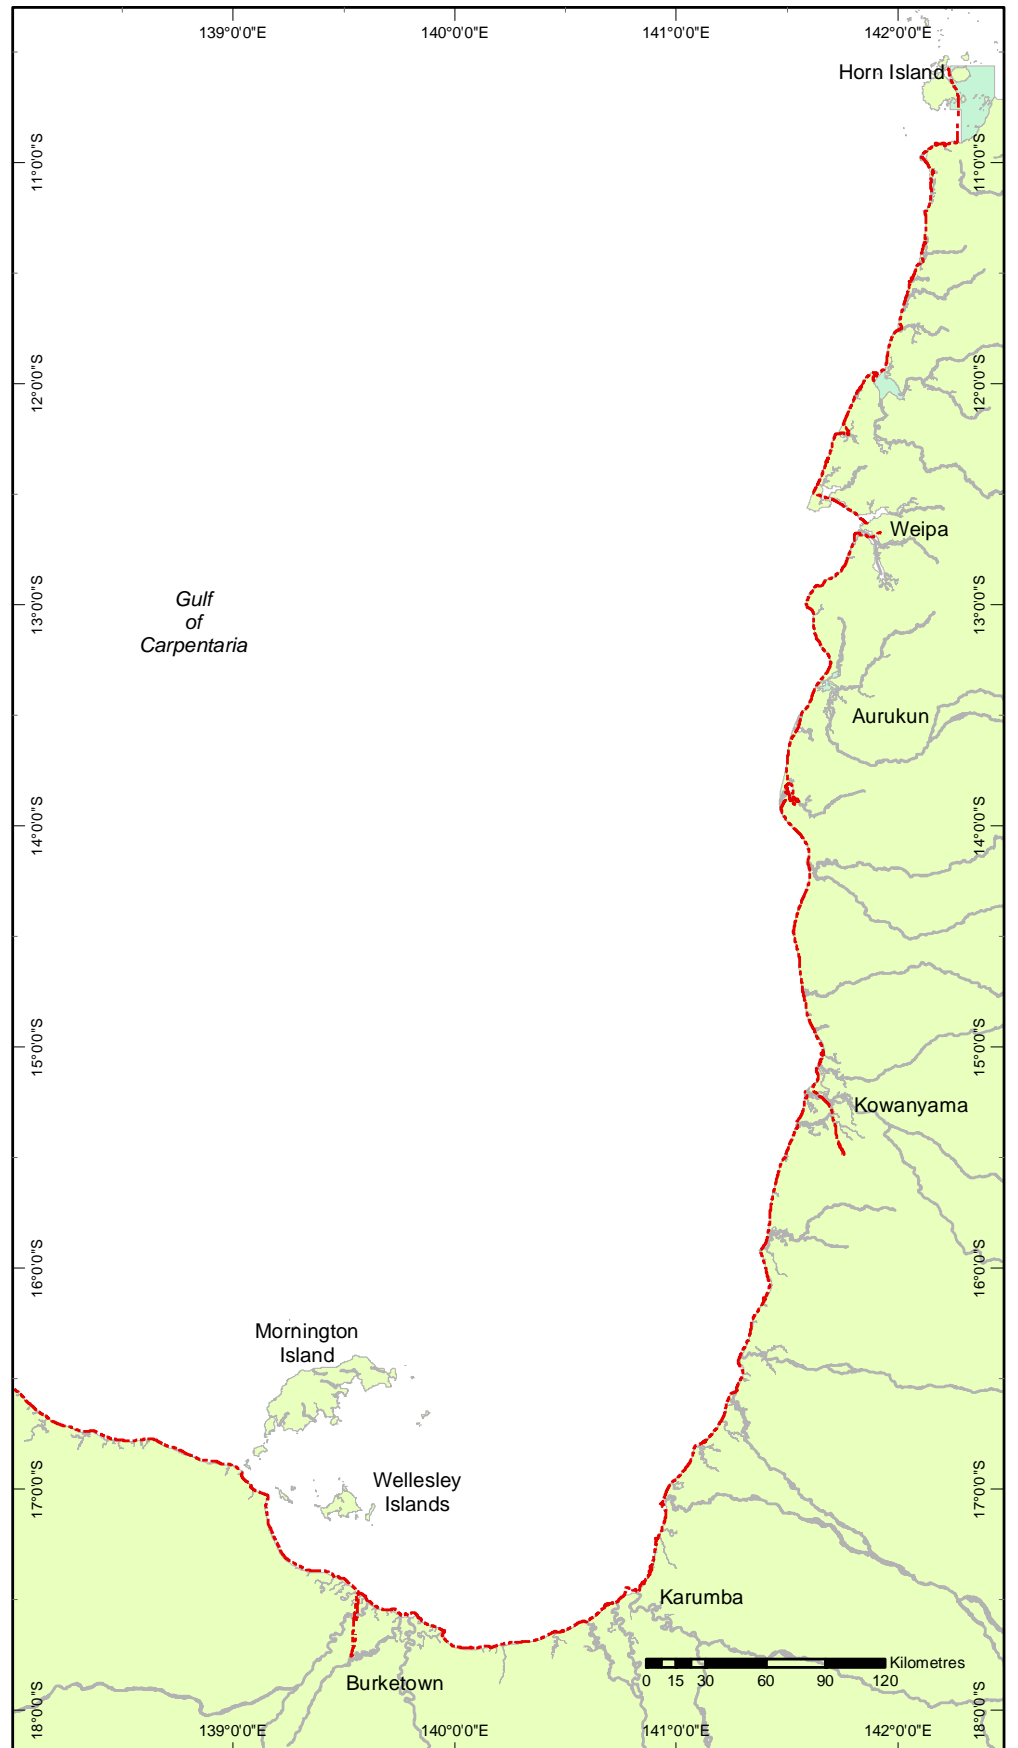 139°0'0"E
140°0'0"E
141°0'0"E
142°0'0"E
Horn Island
11°0'0"S
11°0'0"S
12°0'0"S
12°0'0"S
Weipa
Gulf
of
Carpentaria
13°0'0"S
13°0'0"S
Aurukun
14°0'0"S
14°0'0"S
15°0'0"S
15°0'0"S
Kowanyama
16°0'0"S
16°0'0"S
Mornington
Island
Wellesley
Islands
17°0'0"S
17°0'0"S
Karumba
Kilometres
0 15 30 60 90 120
Burketown
18°0'0"S
18°0'0"S
139°0'0"E
140°0'0"E
141°0'0"E
142°0'0"E